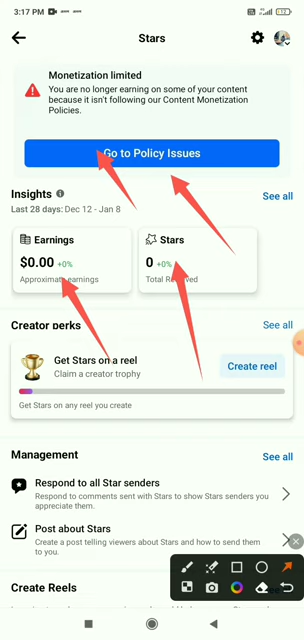 3:17 PM
12
Stars
Monetization limited
You are no longer earning on some of your content
because it isn't following our Content Monetization
Policies.
Go to Policy Issues
Insights
See all
Last 28 days: Dec 12 - Jan 8
Earnings
$0.00 +0%
Approximate earnings
Stars
0 +0%
Total Received
Creator perks
See all
Get Stars on a reel
Claim a creator trophy
Create reel
Get Stars on any reel you create
Management
See all
Respond to all Star senders
Respond to comments sent with Stars to show Stars senders you
appreciate them.
Post about Stars
Create a post telling viewers about Stars and how to send them
to you.
Create Reels